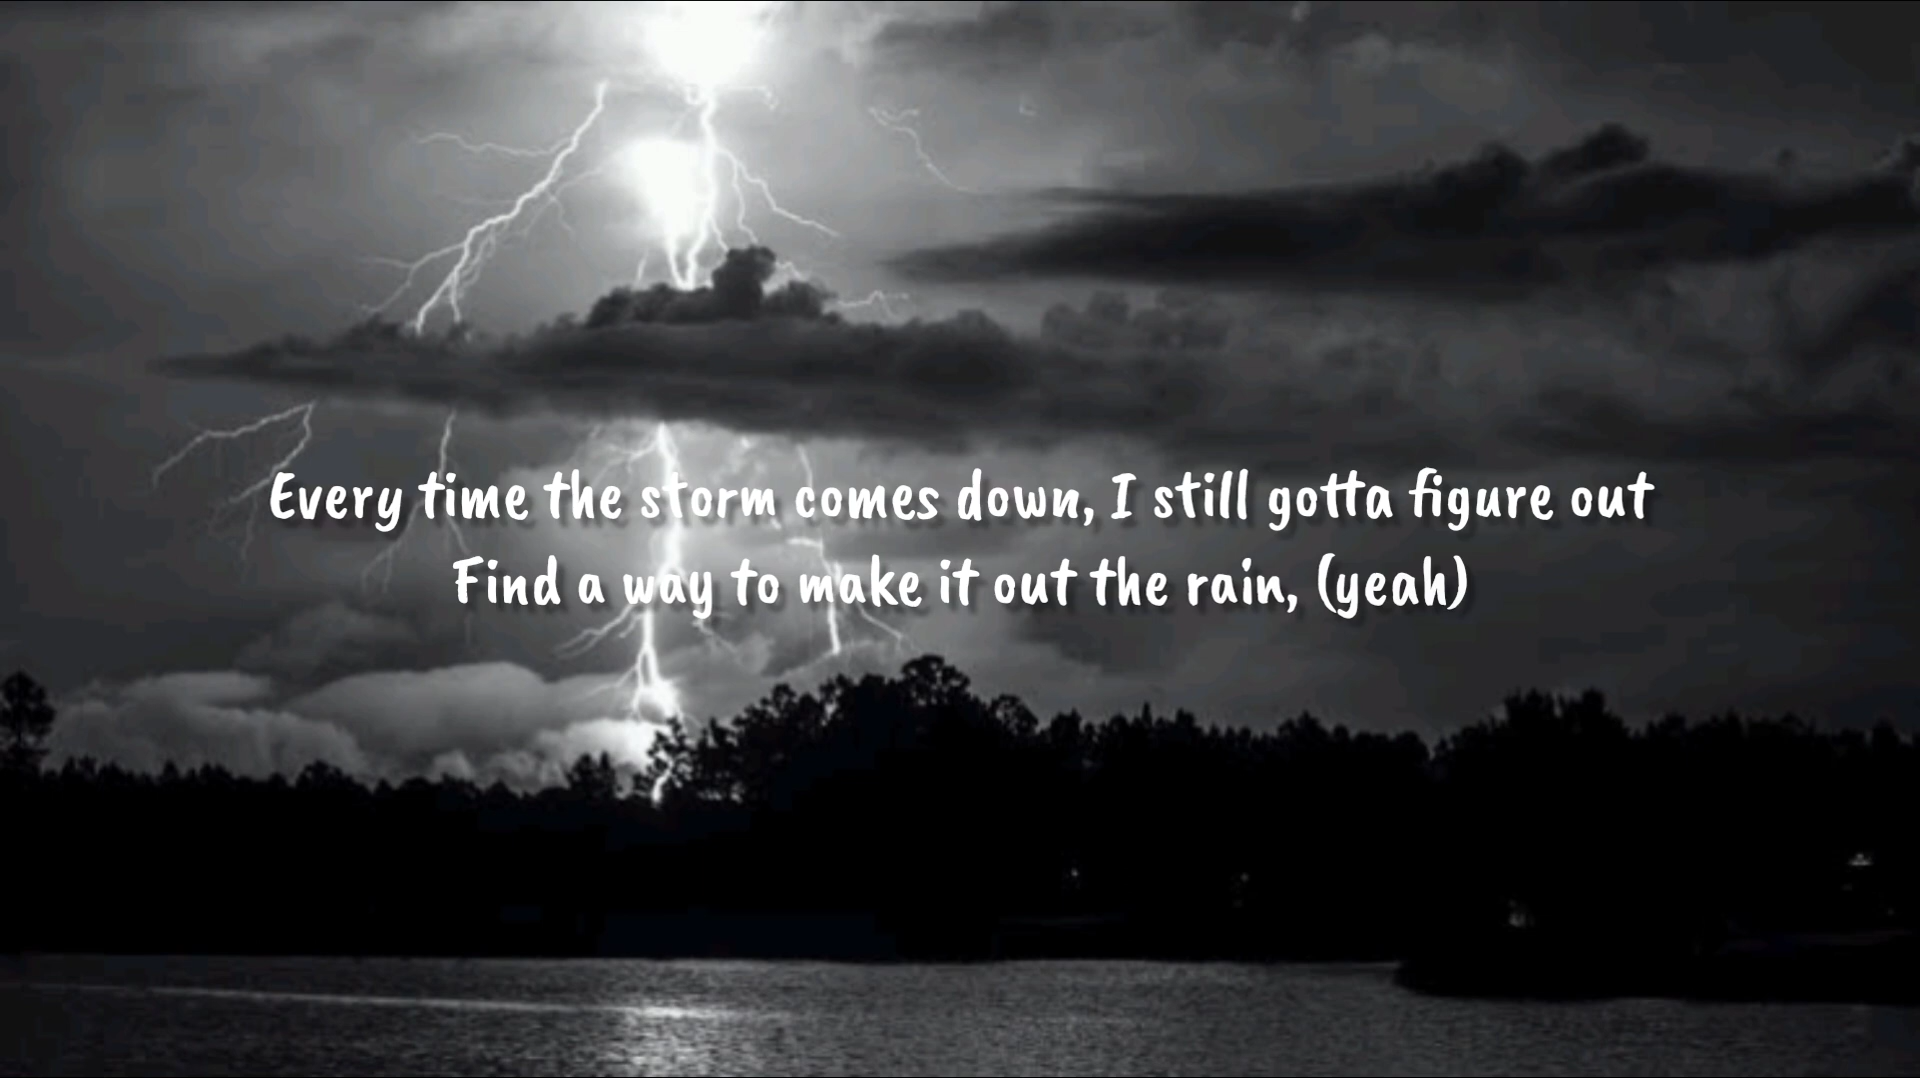 Every time the storm comes down, I still gotta figure out
Find a way to make it out the rain, (yeah)